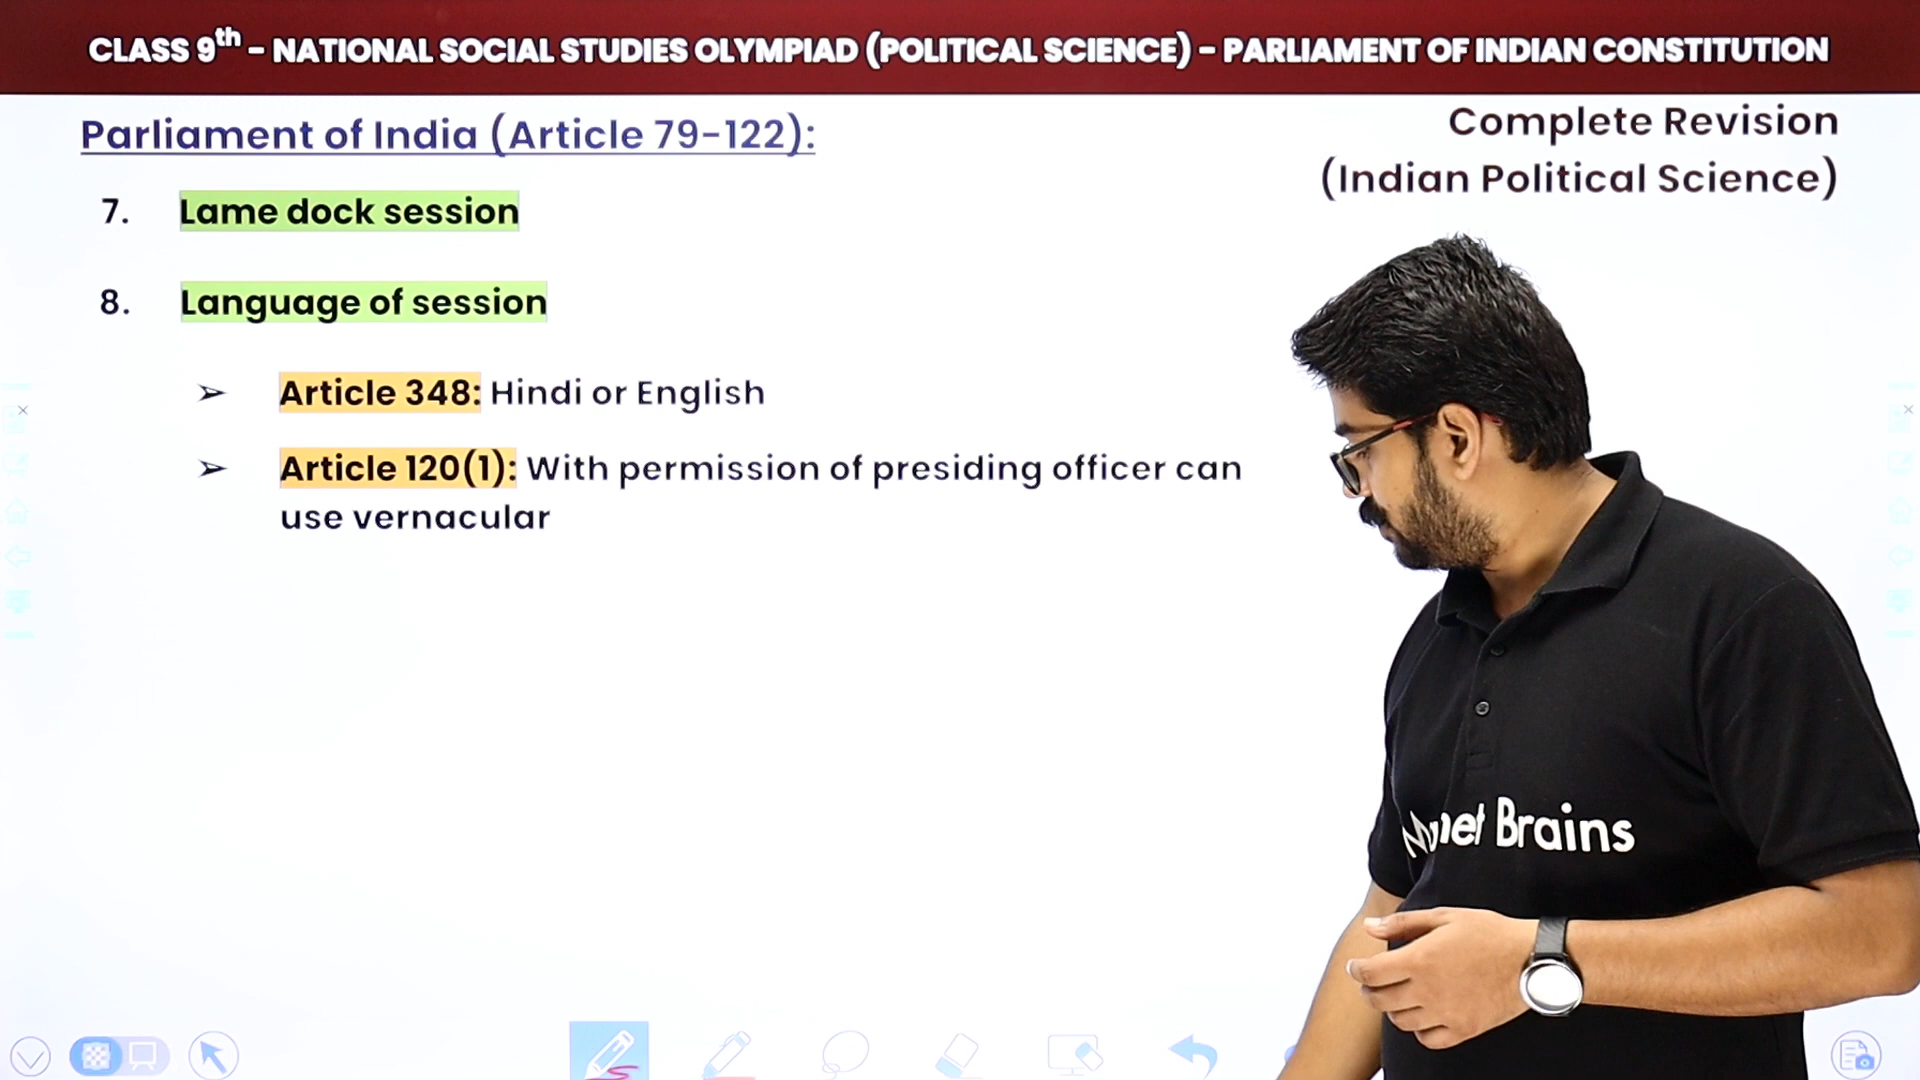 CLASS 9th – NATIONAL SOCIAL STUDIES OLYMPIAD (POLITICAL SCIENCE) – PARLIAMENT OF INDIAN CONSTITUTION
Parliament of India (Article 79-122):
Complete Revision
(Indian Political Science)
7. Lame dock session
8. Language of session
➢ Article 348: Hindi or English
➢ Article 120(1): With permission of presiding officer can
use vernacular
Magnet Brains